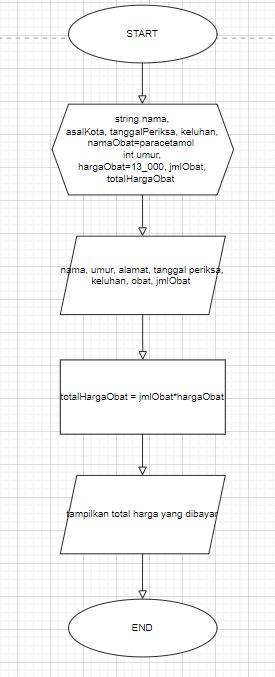 START
string nama,
asalKota, tanggalPeriksa, keluhan,
namaObat=paracetamol
int umur,
hargaObat=13_000, jmlObat,
totalHargaObat
nama, umur, alamat, tanggal periksa,
keluhan, obat, jmlObat
totalHargaObat = jmlObat*hargaObat
tampilkan total harga yang dibayar
END